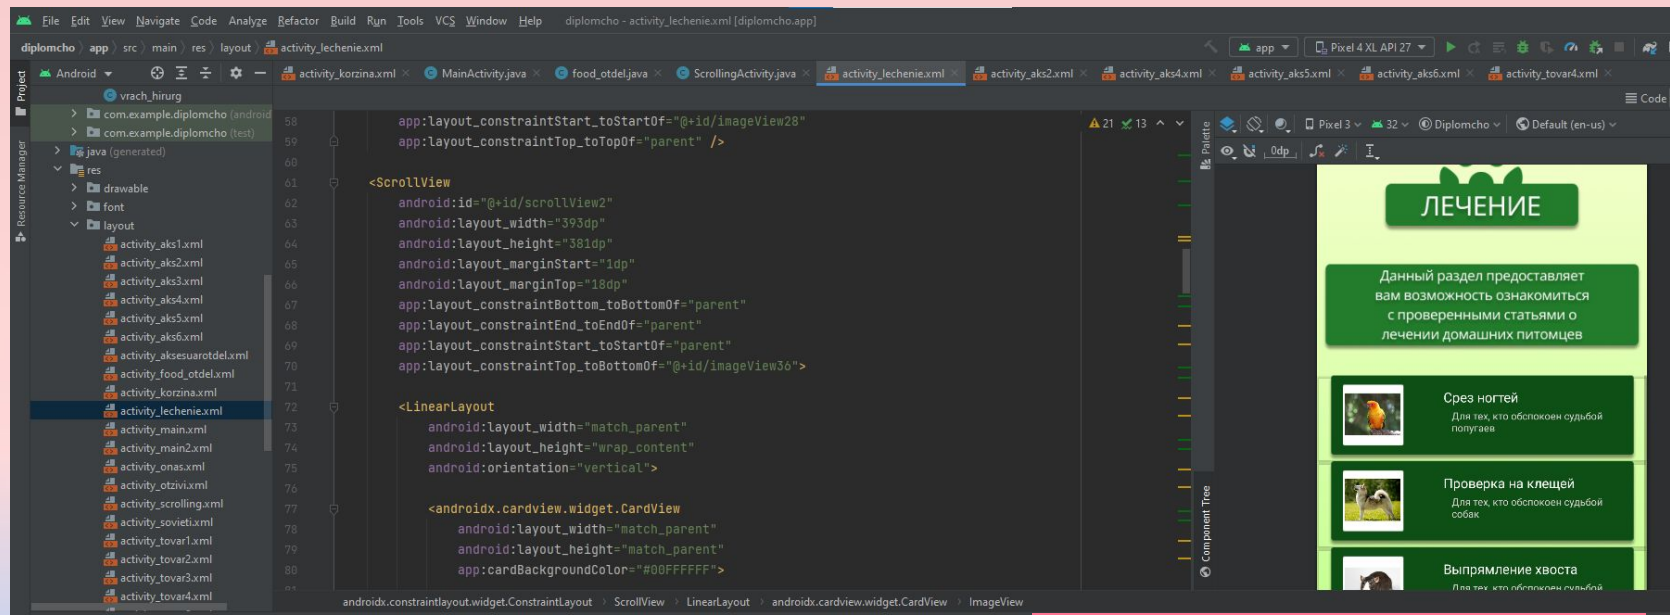 File Edit View Navigate Code Analyze Refactor Build Run Tools VCS Window Help diplomcho - activity_lechenie.xml [diplomcho.app]
diplomcho app src main res layout activity_lechenie.xml app Pixel 4 XL API 27
Project
Resource Manager
Android
activity_korzina.xml MainActivity.java food_otdel.java ScrollingActivity.java activity_lechenie.xml activity_aks2.xml activity_aks4.xml activity_aks5.xml activity_aks6.xml activity_tovar4.xml
Code
vrach_hirurg
com.example.diplomcho (android
com.example.diplomcho (test)
java (generated)
res
drawable
font
layout
activity_aks1.xml
activity_aks2.xml
activity_aks3.xml
activity_aks4.xml
activity_aks5.xml
activity_aks6.xml
activity_aksesuarotdel.xml
activity_food_otdel.xml
activity_korzina.xml
activity_lechenie.xml
activity_main.xml
activity_main2.xml
activity_onas.xml
activity_otzivi.xml
activity_scrolling.xml
activity_sovieti.xml
activity_tovar1.xml
activity_tovar2.xml
activity_tovar3.xml
activity_tovar4.xml
21 13
58 app:layout_constraintStart_toStartOf="@+id/imageView28"
59 app:layout_constraintTop_toTopOf="parent" />
60
61 <ScrollView
62 android:id="@+id/scrollView2"
63 android:layout_width="393dp"
64 android:layout_height="381dp"
65 android:layout_marginStart="1dp"
66 android:layout_marginTop="18dp"
67 app:layout_constraintBottom_toBottomOf="parent"
68 app:layout_constraintEnd_toEndOf="parent"
69 app:layout_constraintStart_toStartOf="parent"
70 app:layout_constraintTop_toBottomOf="@+id/imageView36">
71
72 <LinearLayout
73 android:layout_width="match_parent"
74 android:layout_height="wrap_content"
75 android:orientation="vertical">
76
77 <androidx.cardview.widget.CardView
78 android:layout_width="match_parent"
79 android:layout_height="match_parent"
80 app:cardBackgroundColor="#00FFFFFF">
androidx.constraintlayout.widget.ConstraintLayout ScrollView LinearLayout androidx.cardview.widget.CardView ImageView
Palette
Component Tree
Pixel 3 32 Diplomcho Default (en-us)
0dp
ЛЕЧЕНИЕ
Данный раздел предоставляет
вам возможность ознакомиться
с проверенными статьями о
лечении домашних питомцев
Срез ногтей
Для тех, кто обспокоен судьбой
попугаев
Проверка на клещей
Для тех, кто обспокоен судьбой
собак
Выпрямление хвоста
Для тех, кто обспокоен судьбой